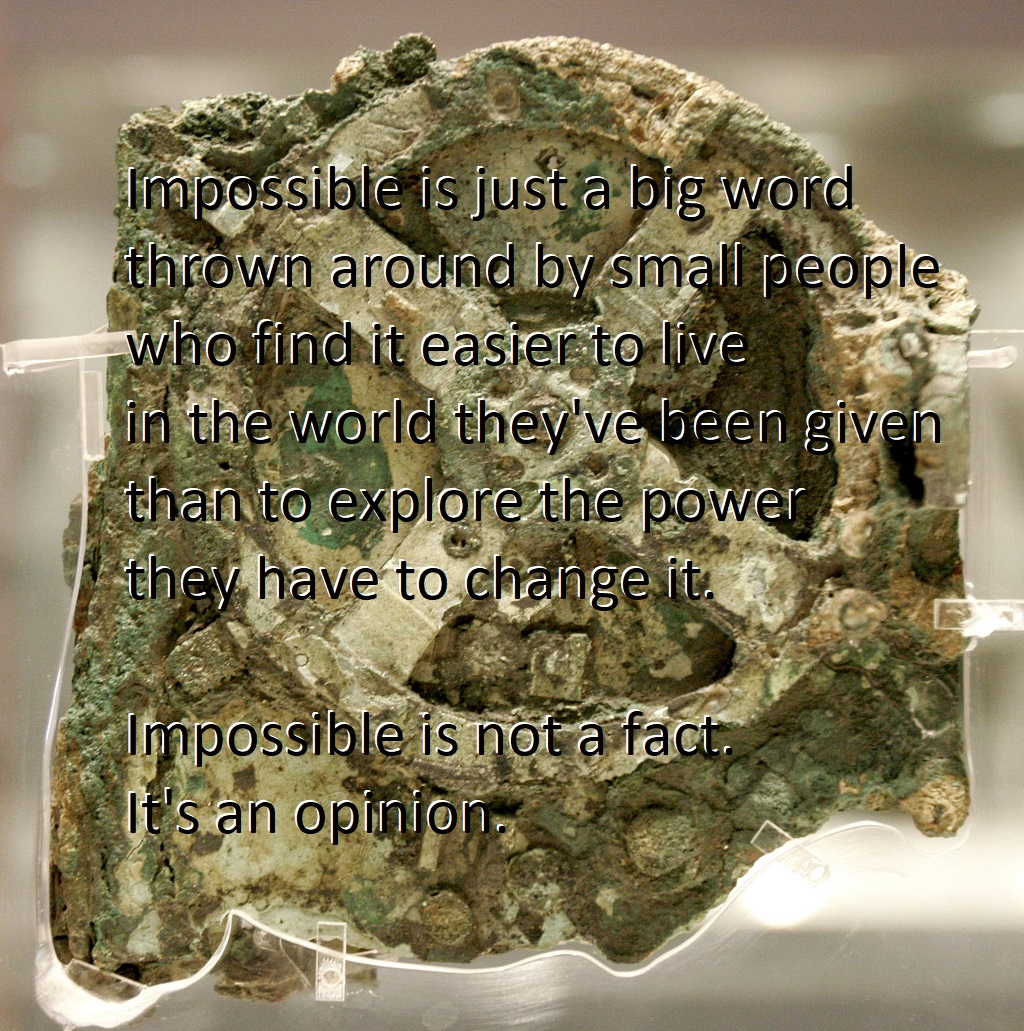 Impossible is just a big word
thrown around by small people
who find it easier to live
in the world they've been given
than to explore the power
they have to change it.
Impossible is not a fact.
It's an opinion.